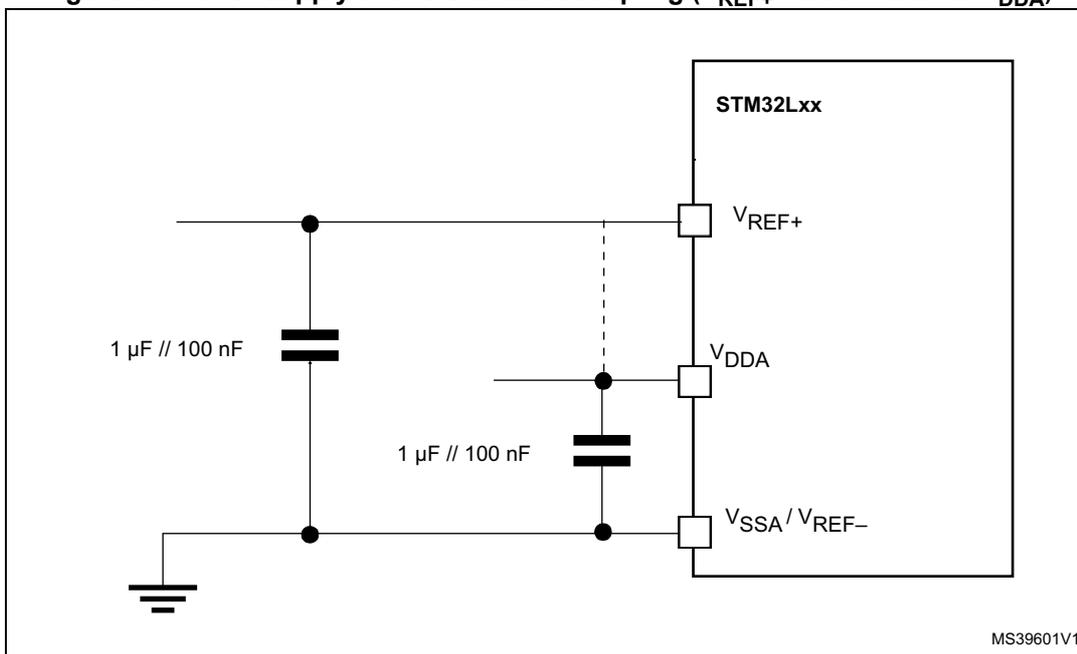 STM32Lxx
VREF+
1 µF // 100 nF
VDDA
1 µF // 100 nF
VSSA / VREF–
MS39601V1